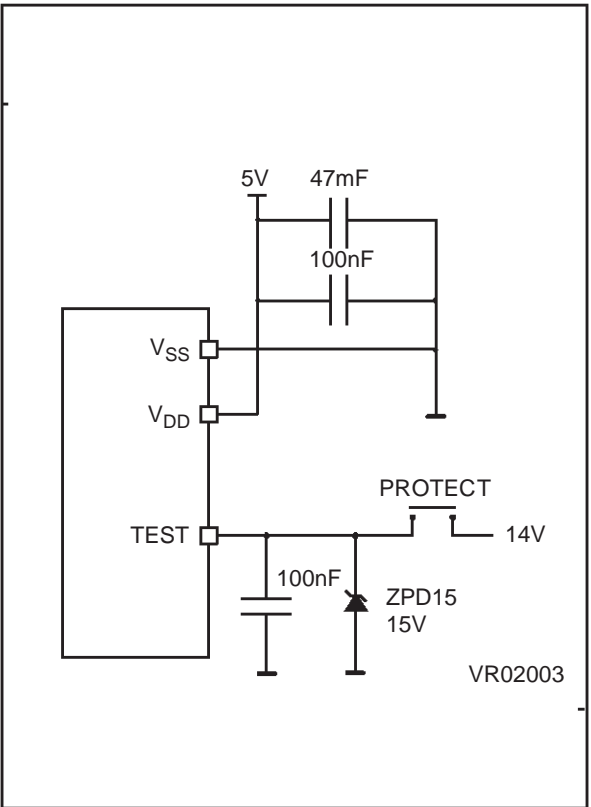 5V 47mF
100nF
VSS
VDD
PROTECT
TEST 14V
100nF ZPD15
15V
VR02003